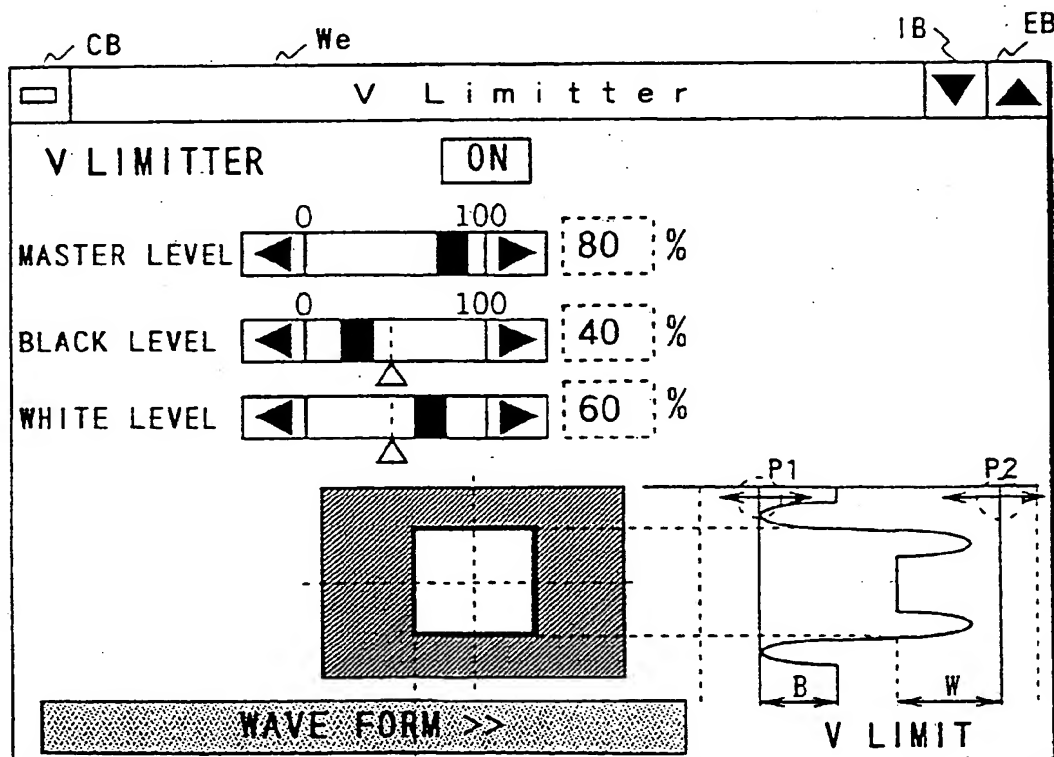 CB We IB EB
V Limitter
V LIMITTER ON
0 100
MASTER LEVEL 80 %
0 100
BLACK LEVEL 40 %
WHITE LEVEL 60 %
P1 P2
B W
WAVE FORM >>
V LIMIT